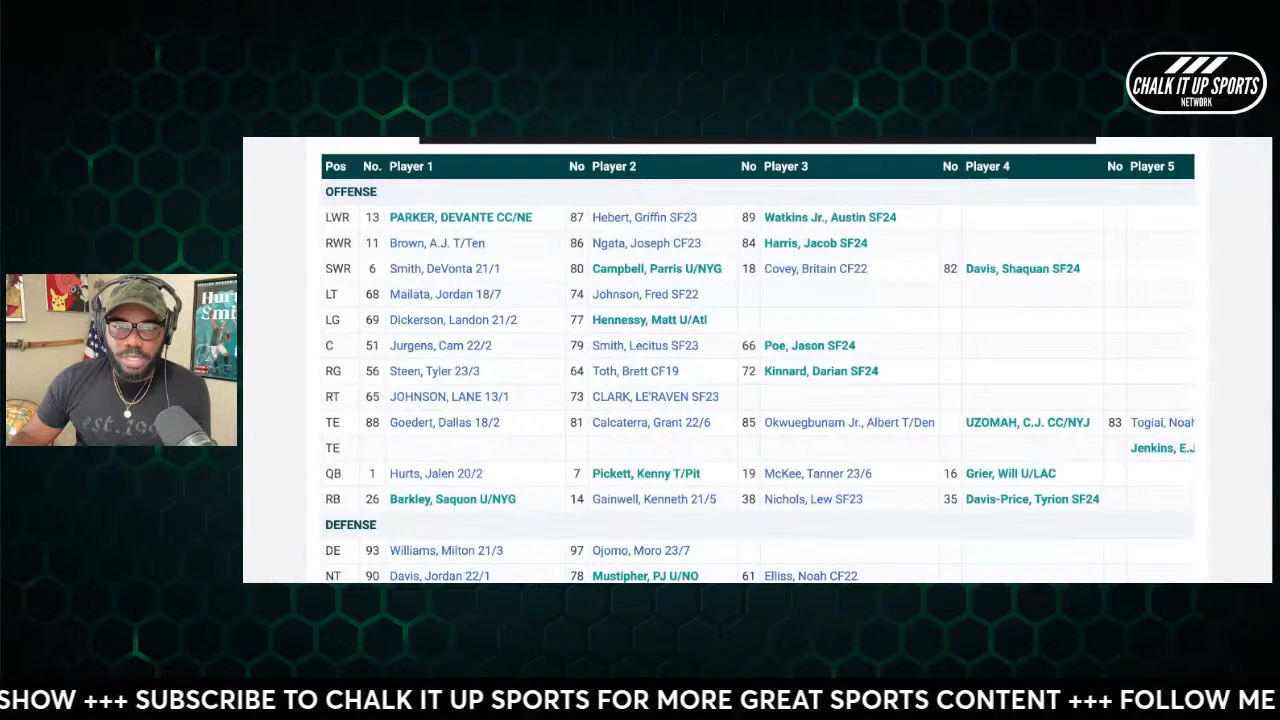 CHALK IT UP SPORTS
NETWORK
Hur
Smi
est.
Pos No. Player 1 No Player 2 No Player 3 No Player 4 No Player 5
OFFENSE
LWR 13 PARKER, DEVANTE CC/NE 87 Hebert, Griffin SF23 89 Watkins Jr., Austin SF24
RWR 11 Brown, A.J. T/Ten 86 Ngata, Joseph CF23 84 Harris, Jacob SF24
SWR 6 Smith, DeVonta 21/1 80 Campbell, Parris U/NYG 18 Covey, Britain CF22 82 Davis, Shaquan SF24
LT 68 Mailata, Jordan 18/7 74 Johnson, Fred SF22
LG 69 Dickerson, Landon 21/2 77 Hennessy, Matt U/Atl
C 51 Jurgens, Cam 22/2 79 Smith, Lecitus SF23 66 Poe, Jason SF24
RG 56 Steen, Tyler 23/3 64 Toth, Brett CF19 72 Kinnard, Darian SF24
RT 65 JOHNSON, LANE 13/1 73 CLARK, LE'RAVEN SF23
TE 88 Goedert, Dallas 18/2 81 Calcaterra, Grant 22/6 85 Okwuegbunam Jr., Albert T/Den UZOMAH, C.J. CC/NYJ 83 Togiai, Noah
TE Jenkins, E.J
QB 1 Hurts, Jalen 20/2 7 Pickett, Kenny T/Pit 19 McKee, Tanner 23/6 16 Grier, Will U/LAC
RB 26 Barkley, Saquon U/NYG 14 Gainwell, Kenneth 21/5 38 Nichols, Lew SF23 35 Davis-Price, Tyrion SF24
DEFENSE
DE 93 Williams, Milton 21/3 97 Ojomo, Moro 23/7
NT 90 Davis, Jordan 22/1 78 Mustipher, PJ U/NO 61 Elliss, Noah CF22
SHOW +++ SUBSCRIBE TO CHALK IT UP SPORTS FOR MORE GREAT SPORTS CONTENT +++ FOLLOW ME